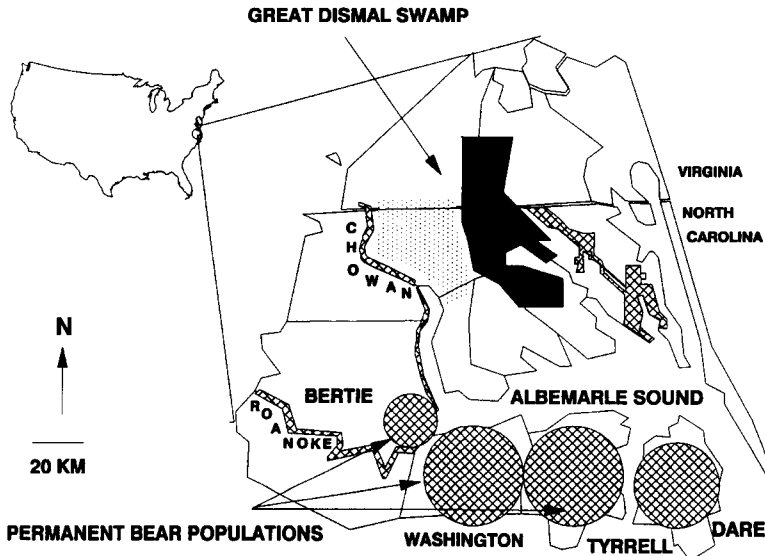 GREAT DISMAL SWAMP
VIRGINIA
NORTH
CAROLINA
CHOWAN
N
20 KM
BERTIE
ALBEMARLE SOUND
ROANOKE
PERMANENT BEAR POPULATIONS
WASHINGTON
TYRRELL
DARE